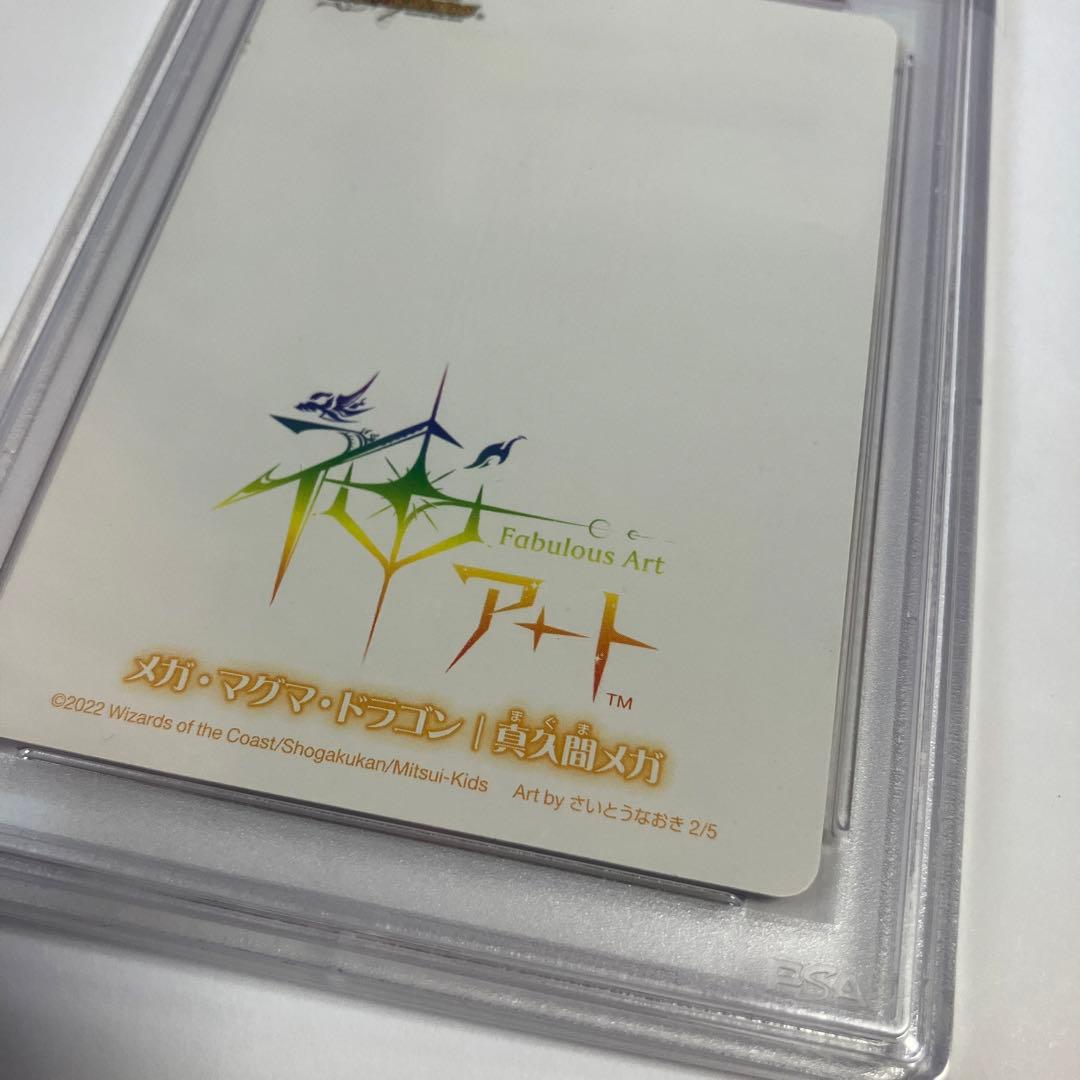 神アート
Fabulous Art
TM
メガ・マグマ・ドラゴン | 真久間メガ
まぐま
©2022 Wizards of the Coast/Shogakukan/Mitsui-Kids Art by さいとうなおき 2/5